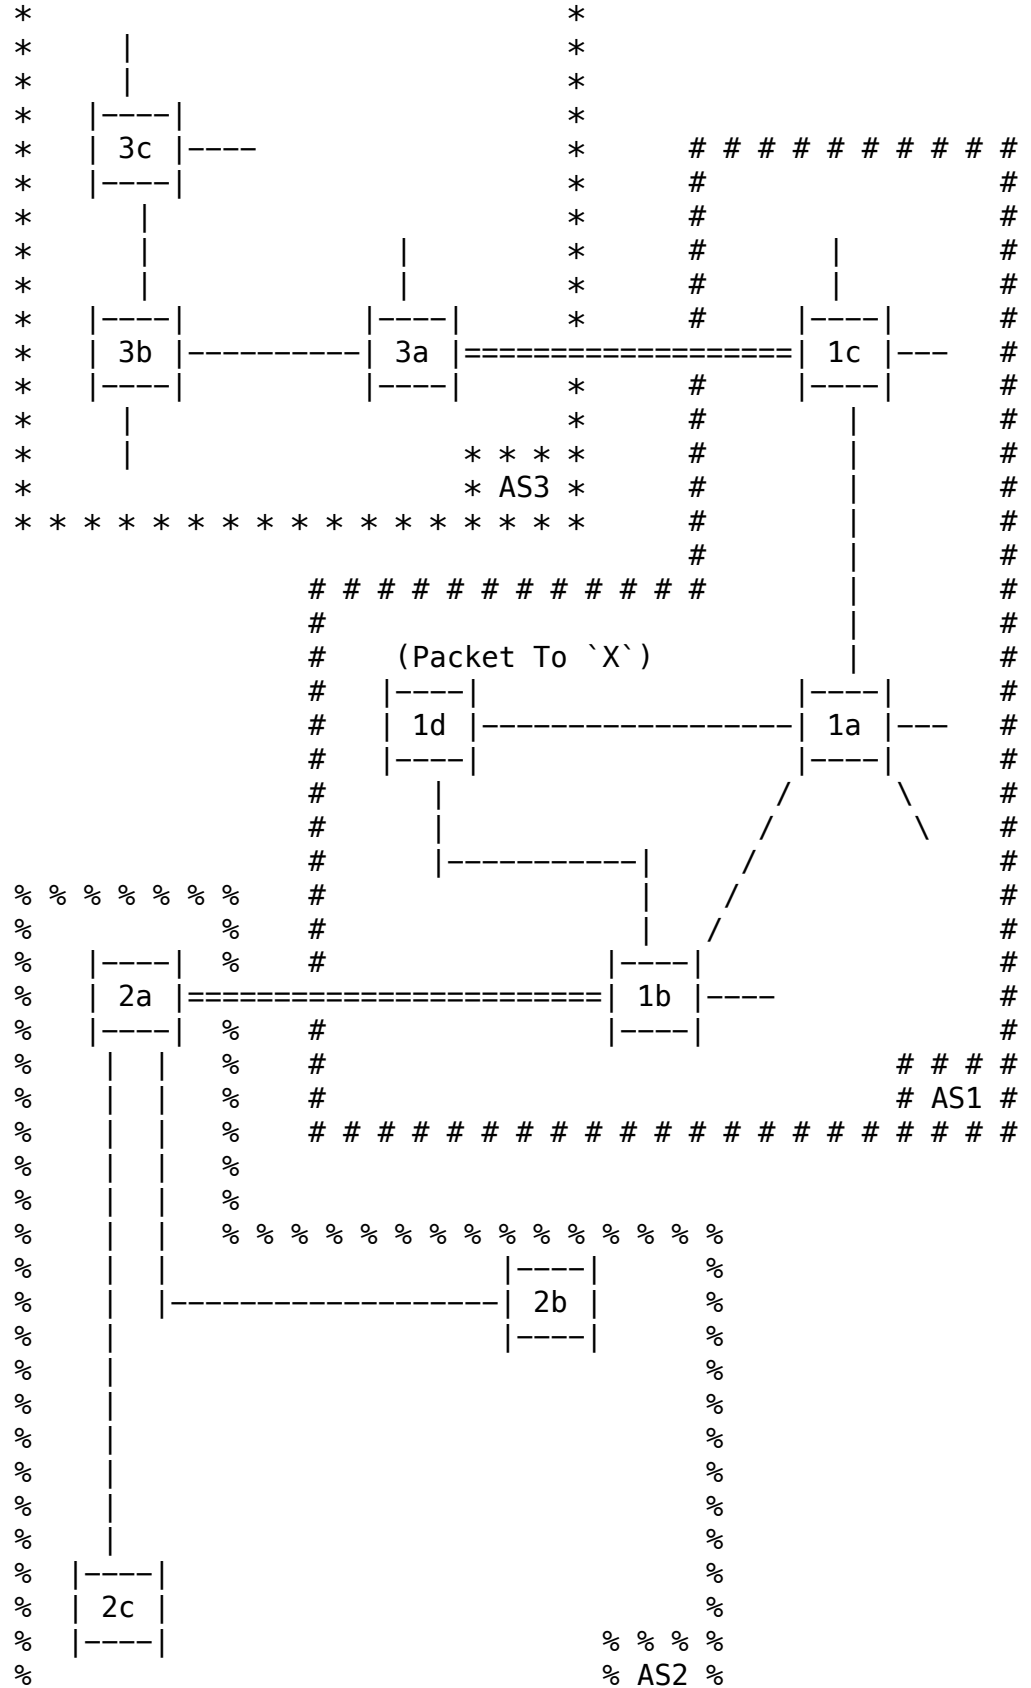 3c
3b 3a 1c
AS3
(Packet To `X`)
1d 1a
2a 1b
AS1
2b
2c
AS2